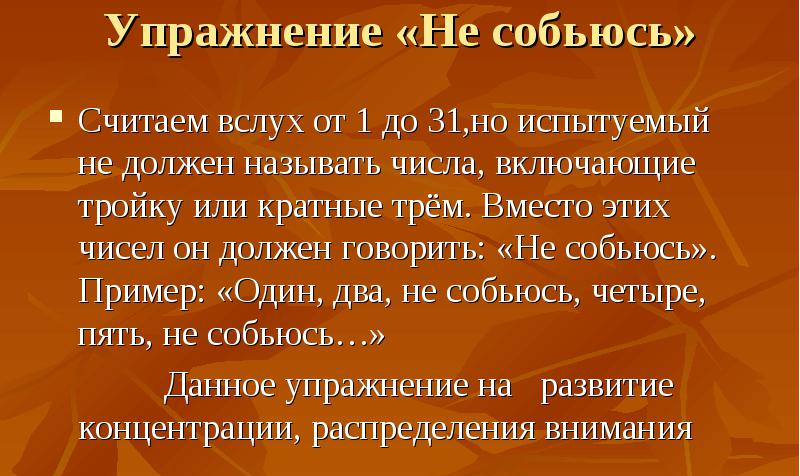 Упражнение «Не собьюсь»
Считаем вслух от 1 до 31,но испытуемый
не должен называть числа, включающие
тройку или кратные трём. Вместо этих
чисел он должен говорить: «Не собьюсь».
Пример: «Один, два, не собьюсь, четыре,
пять, не собьюсь…»
Данное упражнение на развитие
концентрации, распределения внимания